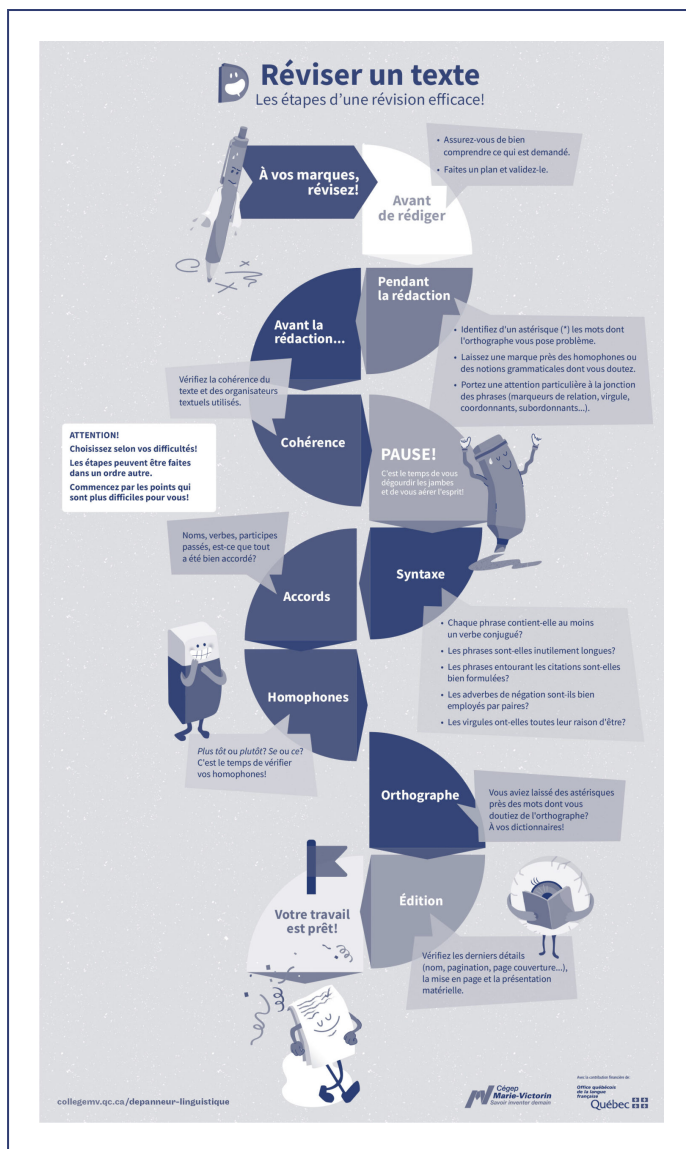 Réviser un texte
Les étapes d'une révision efficace!
À vos marques,
révisez!
Avant
de rédiger
• Assurez-vous de bien
comprendre ce qui est demandé.
• Faites un plan et validez-le.
Pendant
la rédaction
• Identifiez d'un astérisque (*) les mots dont
l'orthographe vous pose problème.
• Laissez une marque près des homophones ou
des notions grammaticales dont vous doutez.
• Portez une attention particulière à la jonction
des phrases (marqueurs de relation, virgule,
coordonnants, subordonnants...).
Avant la
rédaction...
Vérifiez la cohérence du
texte et des organisateurs
textuels utilisés.
Cohérence
ATTENTION!
Choisissez selon vos difficultés!
Les étapes peuvent être faites
dans un ordre autre.
Commencez par les points qui
sont plus difficiles pour vous!
PAUSE!
C'est le temps de vous
dégourdir les jambes
et de vous aérer l'esprit!
Syntaxe
• Chaque phrase contient-elle au moins
un verbe conjugué?
• Les phrases sont-elles inutilement longues?
• Les phrases entourant les citations sont-elles
bien formulées?
• Les adverbes de négation sont-ils bien
employés par paires?
• Les virgules ont-elles toutes leur raison d'être?
Noms, verbes, participes
passés, est-ce que tout
a été bien accordé?
Accords
Homophones
Plus tôt ou plutôt? Se ou ce?
C'est le temps de vérifier
vos homophones!
Orthographe
Vous aviez laissé des astérisques
près des mots dont vous
doutiez de l'orthographe?
À vos dictionnaires!
Édition
Vérifiez les derniers détails
(nom, pagination, page couverture...),
la mise en page et la présentation
matérielle.
Votre travail
est prêt!
collegemv.qc.ca/depanneur-linguistique
Cégep
Marie-Victorin
Savoir inventer demain
Avec la contribution financière de:
Office québécois
de la langue
française
Québec